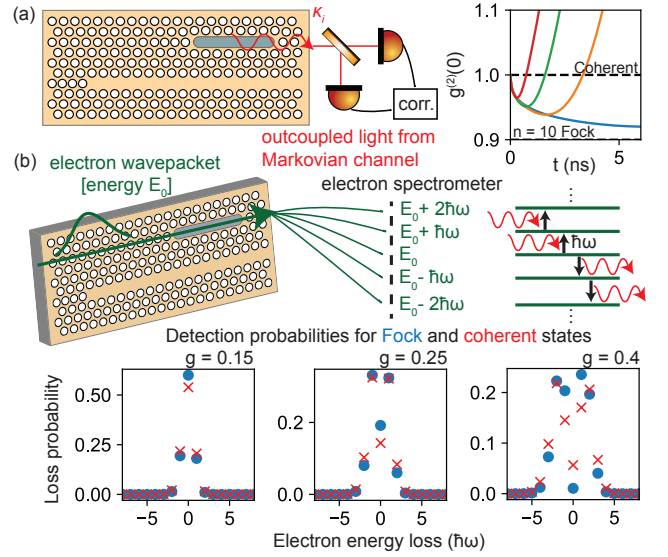 (a)
κi
corr.
outcoupled light from
Markovian channel
1.1
1.0
0.9
g(2)(0)
Coherent
n = 10 Fock
0
5
t (ns)
(b)
electron wavepacket
[energy E0]
electron spectrometer
E0+ 2ħω
E0+ ħω
E0
E0- ħω
E0- 2ħω
ħω
Detection probabilities for Fock and coherent states
g = 0.15
g = 0.25
g = 0.4
Loss probability
0.50
0.25
0.00
0.2
0.0
0.2
0.1
0.0
−5
0
5
−5
0
5
−5
0
5
Electron energy loss (ħω)